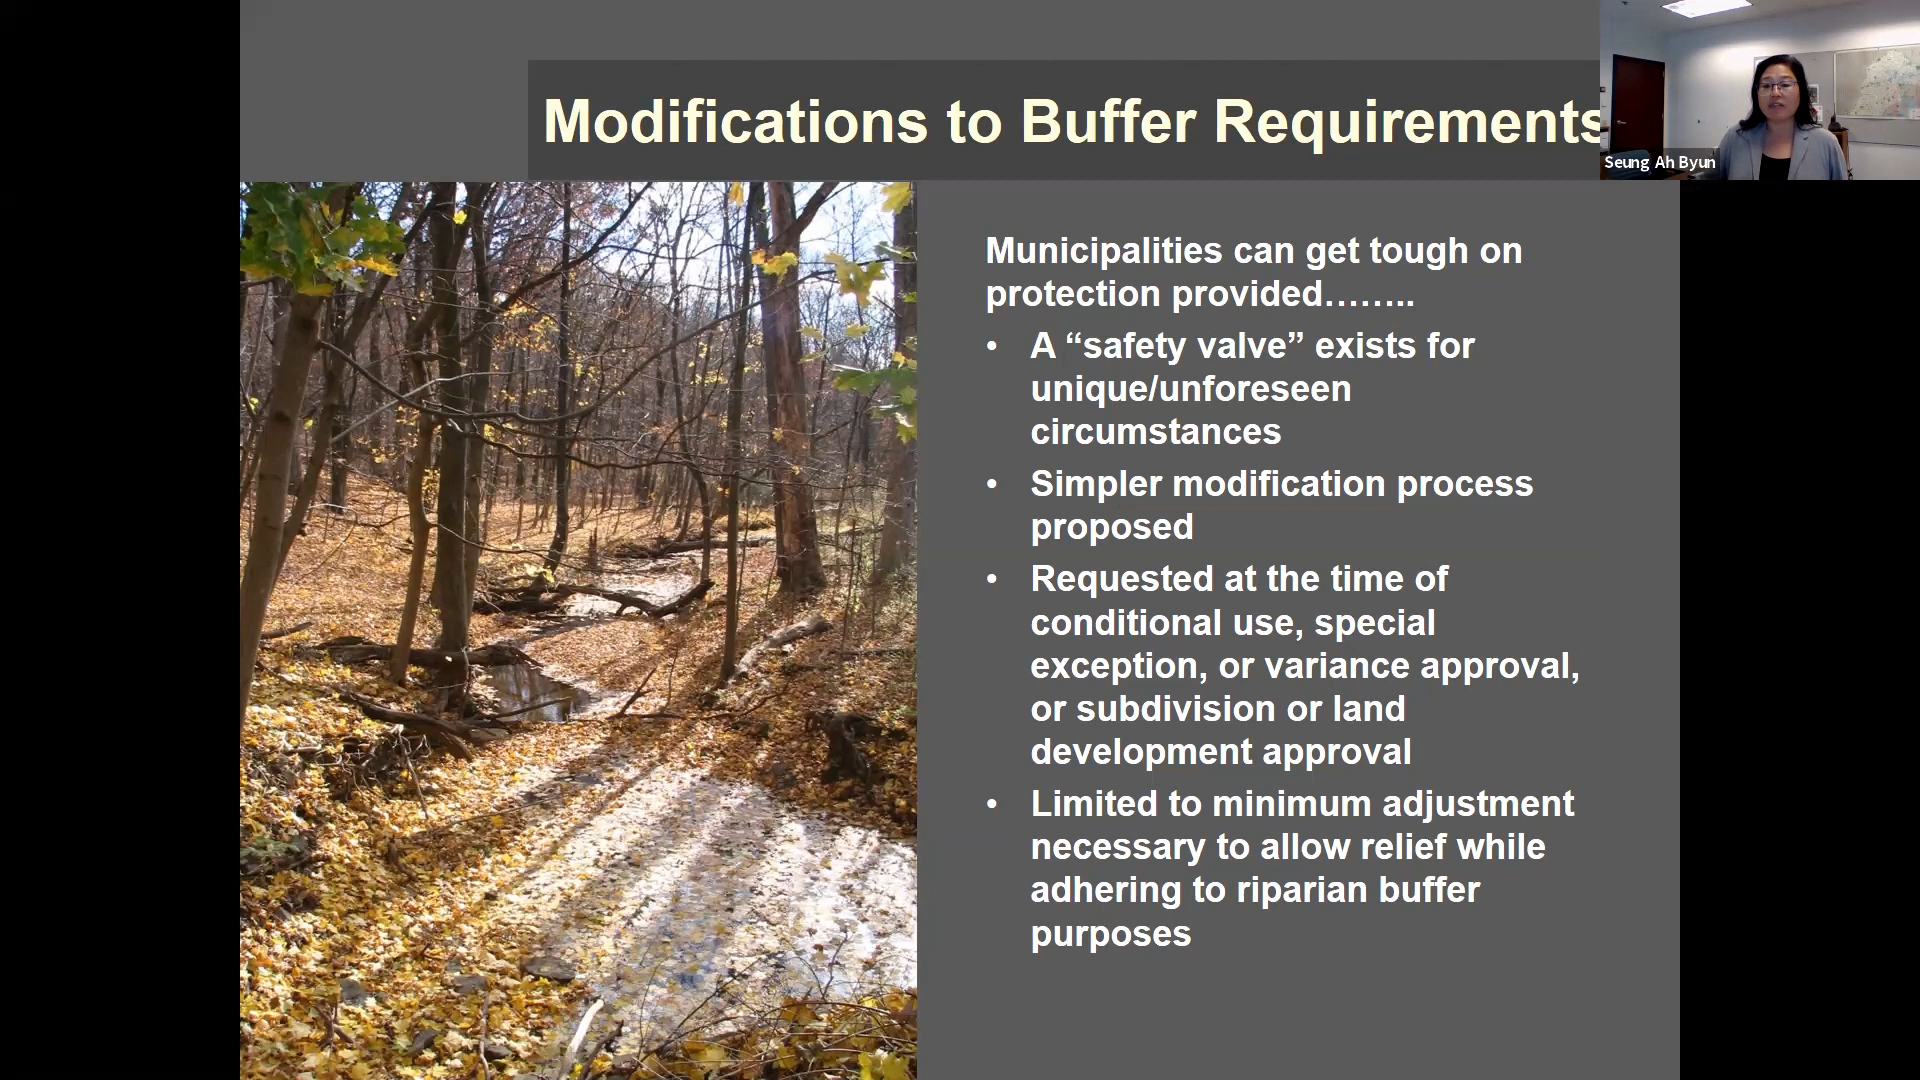 Modifications to Buffer Requirements
Seung Ah Byun
Municipalities can get tough on
protection provided……..
• A “safety valve” exists for
unique/unforeseen
circumstances
• Simpler modification process
proposed
• Requested at the time of
conditional use, special
exception, or variance approval,
or subdivision or land
development approval
• Limited to minimum adjustment
necessary to allow relief while
adhering to riparian buffer
purposes